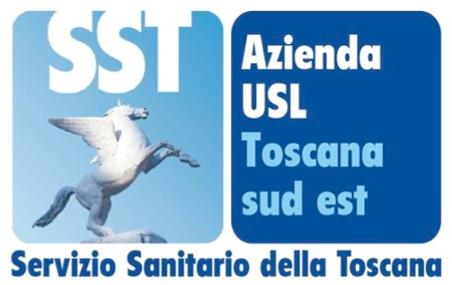 SST
Azienda
USL
Toscana
sud est
Servizio Sanitario della Toscana